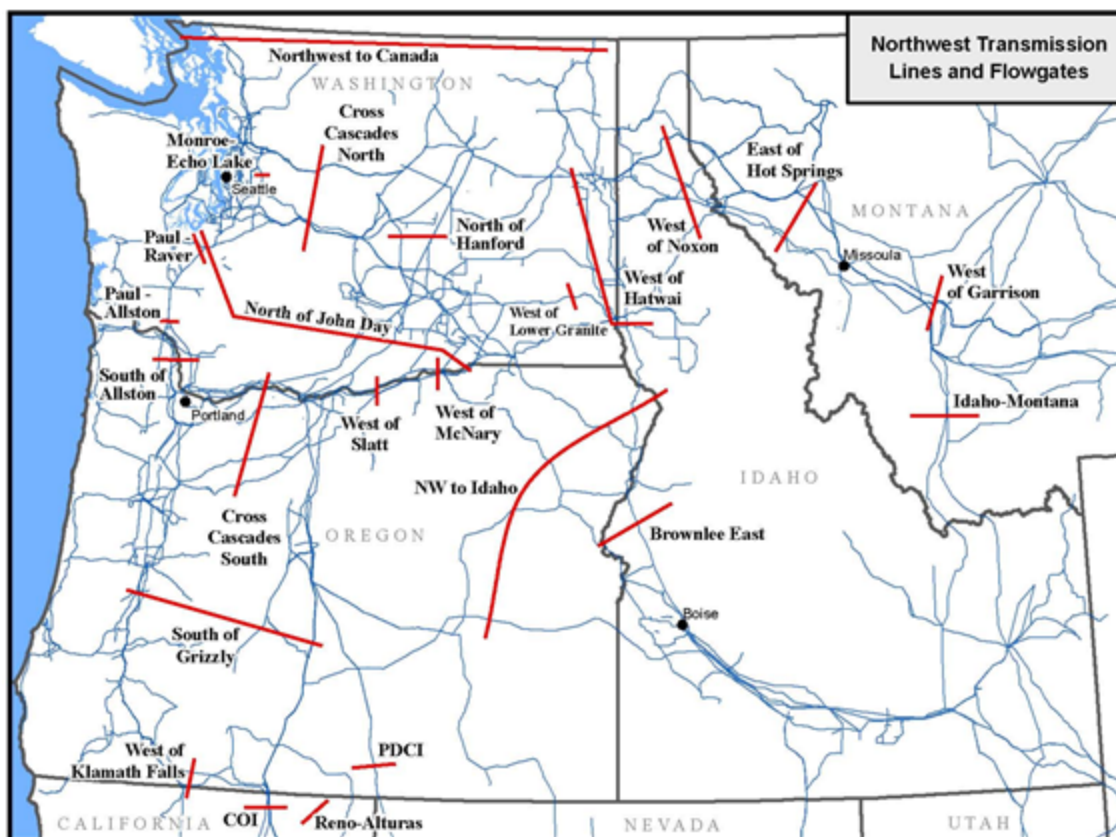 Northwest Transmission
Lines and Flowgates
Northwest to Canada
WASHINGTON
Cross
Cascades
North
Monroe-
Echo Lake
Seattle
East of
Hot Springs
MONTANA
Paul -
Raver
North of
Hanford
West
of Noxon
Missoula
West of
Hatwai
West
of Garrison
Paul -
Allston
North of John Day
West of
Lower Granite
South of
Allston
Portland
West of
Slatt
West of
McNary
Idaho-Montana
NW to Idaho
IDAHO
Cross
Cascades
South
OREGON
Brownlee East
Boise
South of
Grizzly
West of
Klamath Falls
PDCI
CALIFORNIA
COI
Reno-Alturas
NEVADA
UTAH